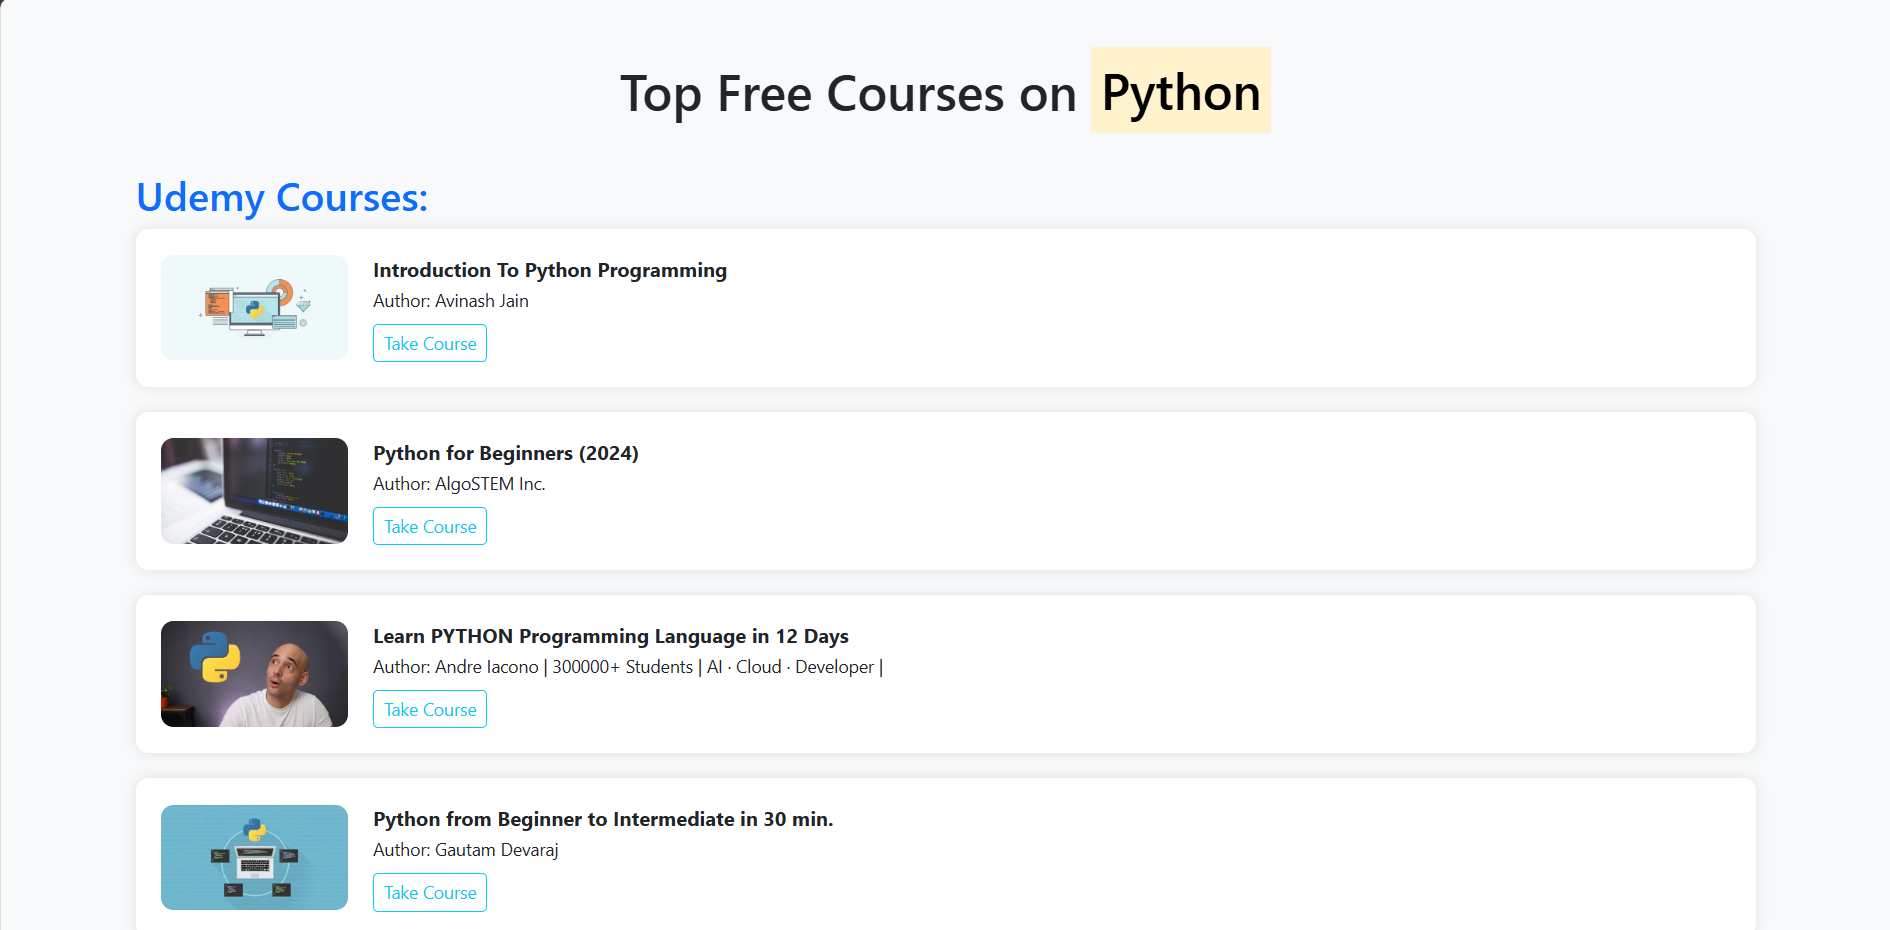 Top Free Courses on Python
Udemy Courses:
Introduction To Python Programming
Author: Avinash Jain
Take Course
Python for Beginners (2024)
Author: AlgoSTEM Inc.
Take Course
Learn PYTHON Programming Language in 12 Days
Author: Andre Iacono | 300000+ Students | AI · Cloud · Developer |
Take Course
Python from Beginner to Intermediate in 30 min.
Author: Gautam Devaraj
Take Course